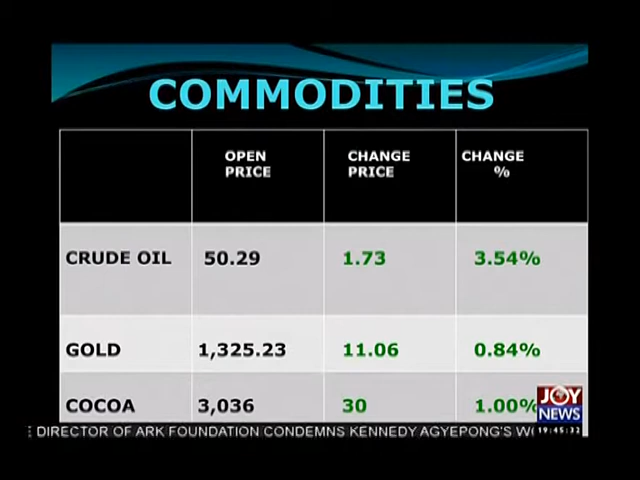 COMMODITIES
OPEN PRICE CHANGE PRICE CHANGE %
CRUDE OIL 50.29 1.73 3.54%
GOLD 1,325.23 11.06 0.84%
COCOA 3,036 30 1.00%
JOY
NEWS
19:45:32
DIRECTOR OF ARK FOUNDATION CONDEMNS KENNEDY AGYEPONG'S